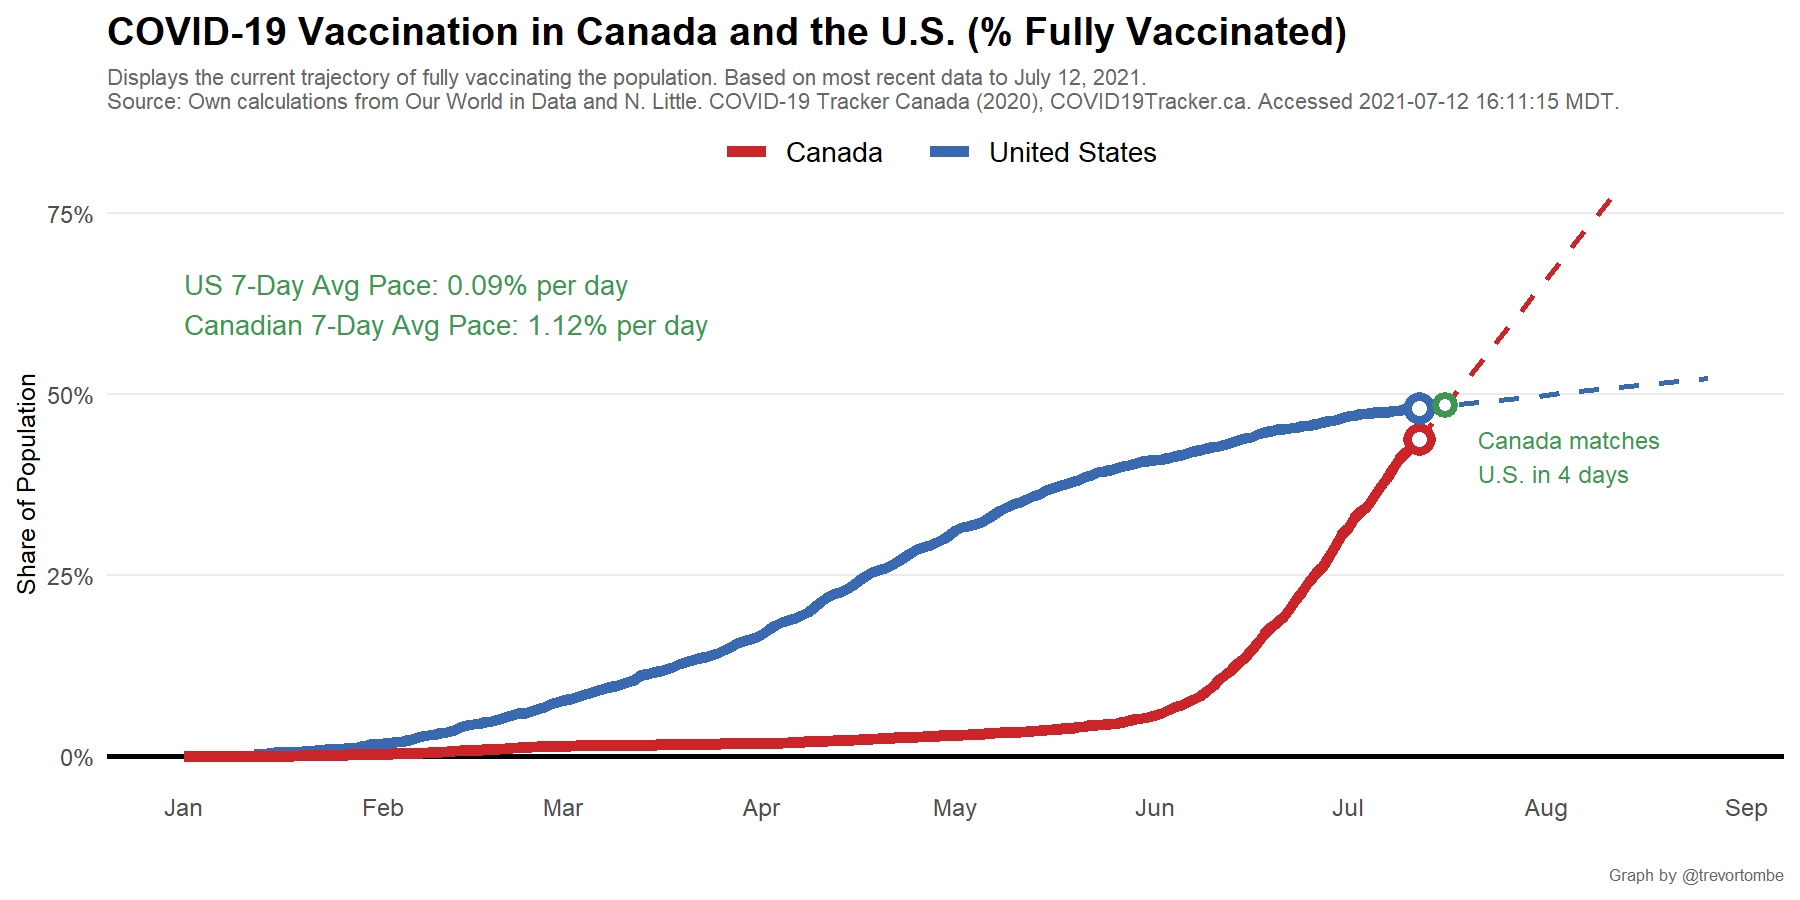 COVID-19 Vaccination in Canada and the U.S. (% Fully Vaccinated)
Displays the current trajectory of fully vaccinating the population. Based on most recent data to July 12, 2021.
Source: Own calculations from Our World in Data and N. Little. COVID-19 Tracker Canada (2020), COVID19Tracker.ca. Accessed 2021-07-12 16:11:15 MDT.
Canada
United States
75%
US 7-Day Avg Pace: 0.09% per day
Canadian 7-Day Avg Pace: 1.12% per day
Share of Population
50%
Canada matches
U.S. in 4 days
25%
0%
Jan
Feb
Mar
Apr
May
Jun
Jul
Aug
Sep
Graph by @trevortombe